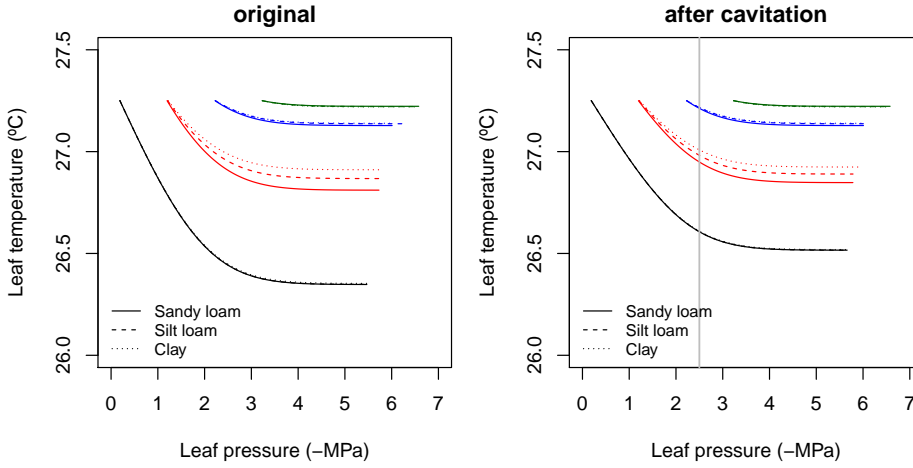 original
27.5
27.0
26.5
26.0
Leaf temperature (ºC)
Sandy loam
Silt loam
Clay
0 1 2 3 4 5 6 7
Leaf pressure (−MPa)
after cavitation
27.5
27.0
26.5
26.0
Leaf temperature (ºC)
Sandy loam
Silt loam
Clay
0 1 2 3 4 5 6 7
Leaf pressure (−MPa)